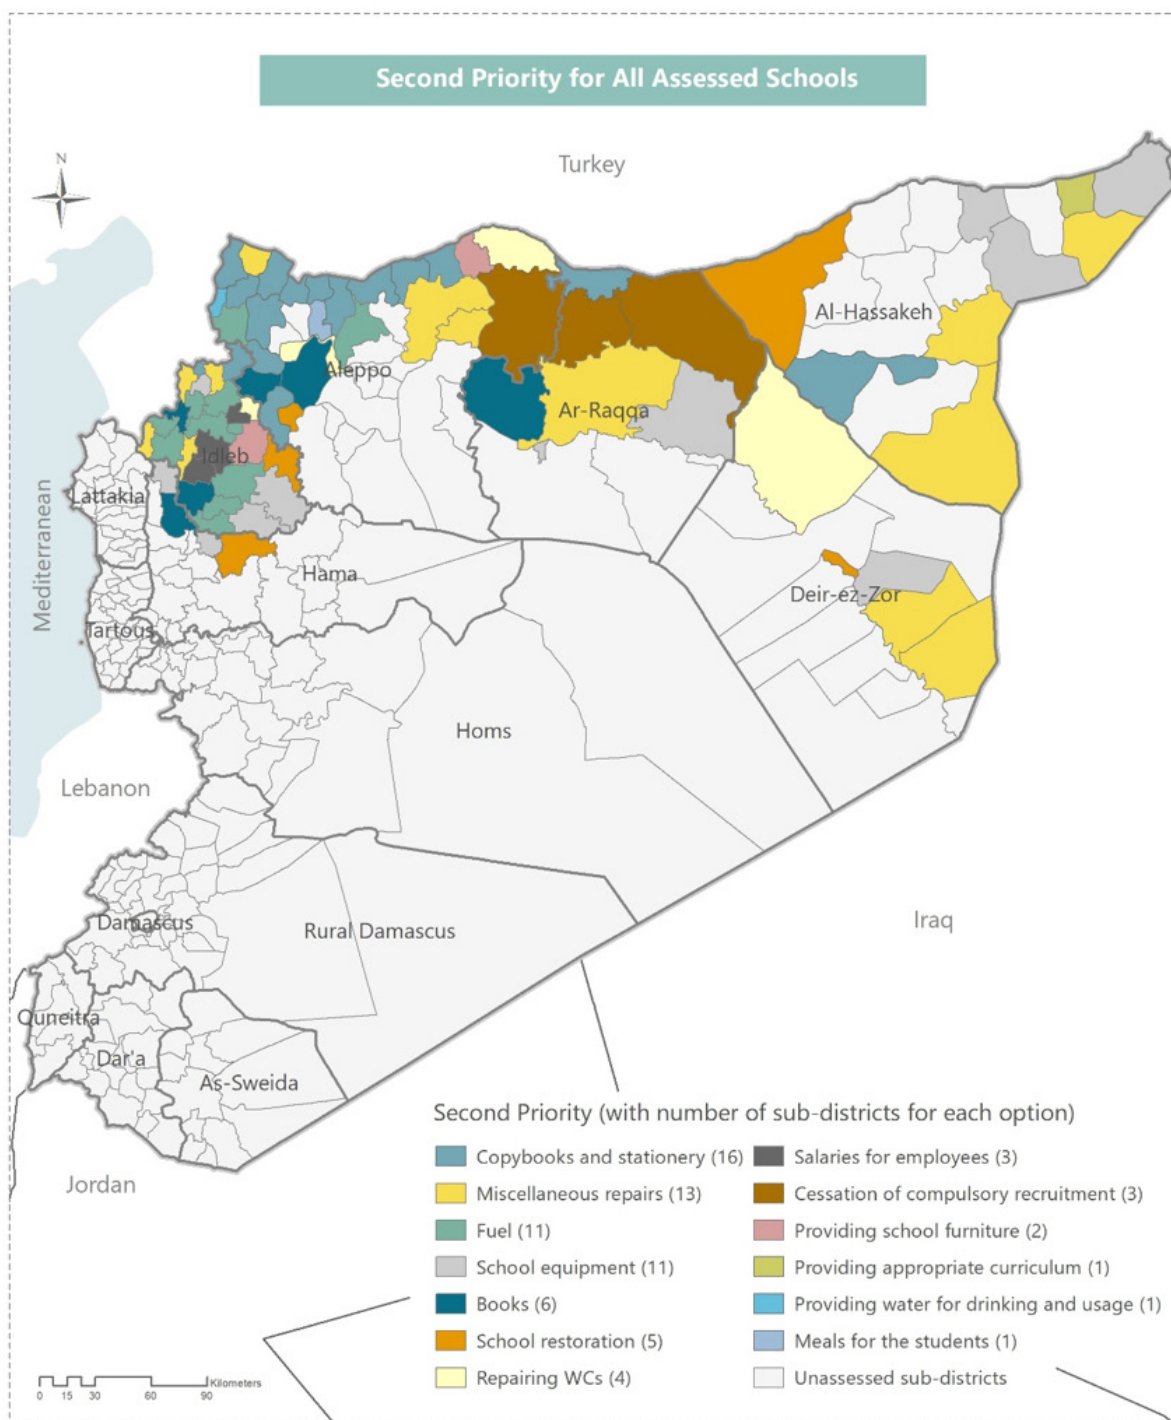 Second Priority for All Assessed Schools
N
Turkey
Al-Hassakeh
Aleppo
Ar-Raqqa
Idleb
Lattakia
Mediterranean
Hama
Deir-ez-Zor
Tartous
Homs
Lebanon
Damascus
Rural Damascus
Iraq
Quneitra
Dar'a
As-Sweida
Jordan
Second Priority (with number of sub-districts for each option)
Copybooks and stationery (16)
Miscellaneous repairs (13)
Fuel (11)
School equipment (11)
Books (6)
School restoration (5)
Repairing WCs (4)
Salaries for employees (3)
Cessation of compulsory recruitment (3)
Providing school furniture (2)
Providing appropriate curriculum (1)
Providing water for drinking and usage (1)
Meals for the students (1)
Unassessed sub-districts
Kilometers
0 15 30 60 90